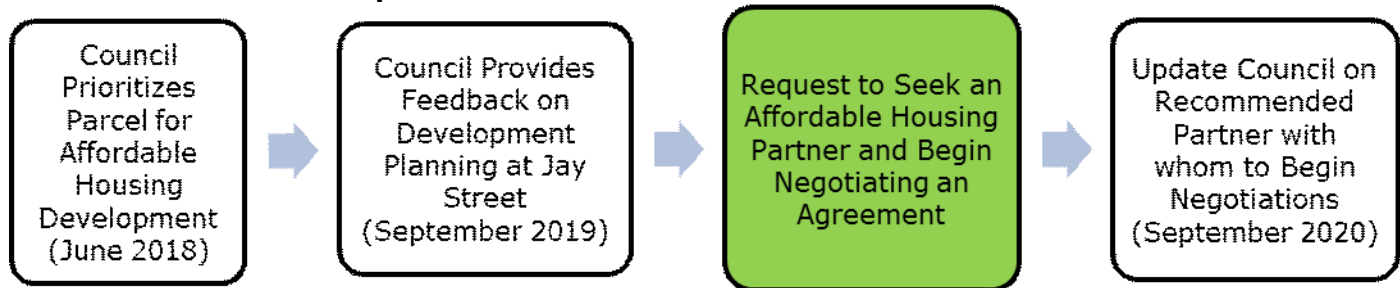 Council
Prioritizes
Parcel for
Affordable
Housing
Development
(June 2018)
Council Provides
Feedback on
Development
Planning at Jay
Street
(September 2019)
Request to Seek an
Affordable Housing
Partner and Begin
Negotiating an
Agreement
Update Council on
Recommended
Partner with
whom to Begin
Negotiations
(September 2020)